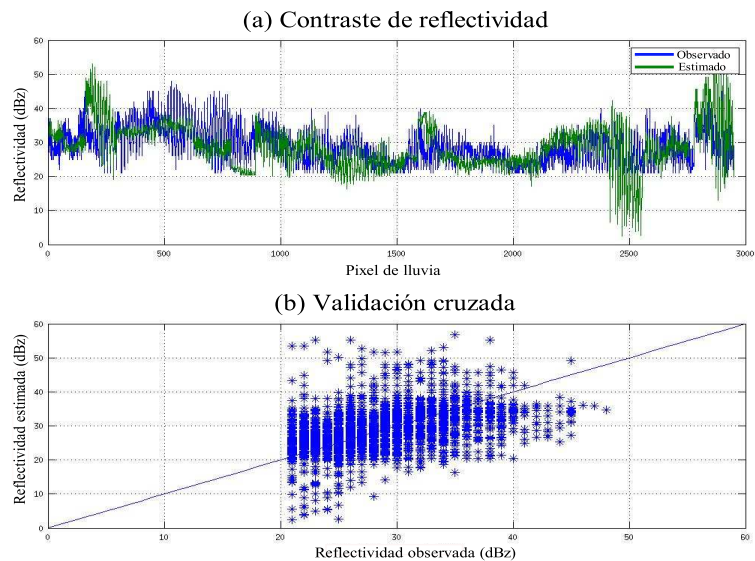 (a) Contraste de reflectividad
Reflectividad (dBz)
60
50
40
30
20
10
0
Observado
Estimado
0 500 1000 1500 2000 2500 3000
Pixel de lluvia
(b) Validación cruzada
Reflectividad estimada (dBz)
60
50
40
30
20
10
0
0 10 20 30 40 50 60
Reflectividad observada (dBz)